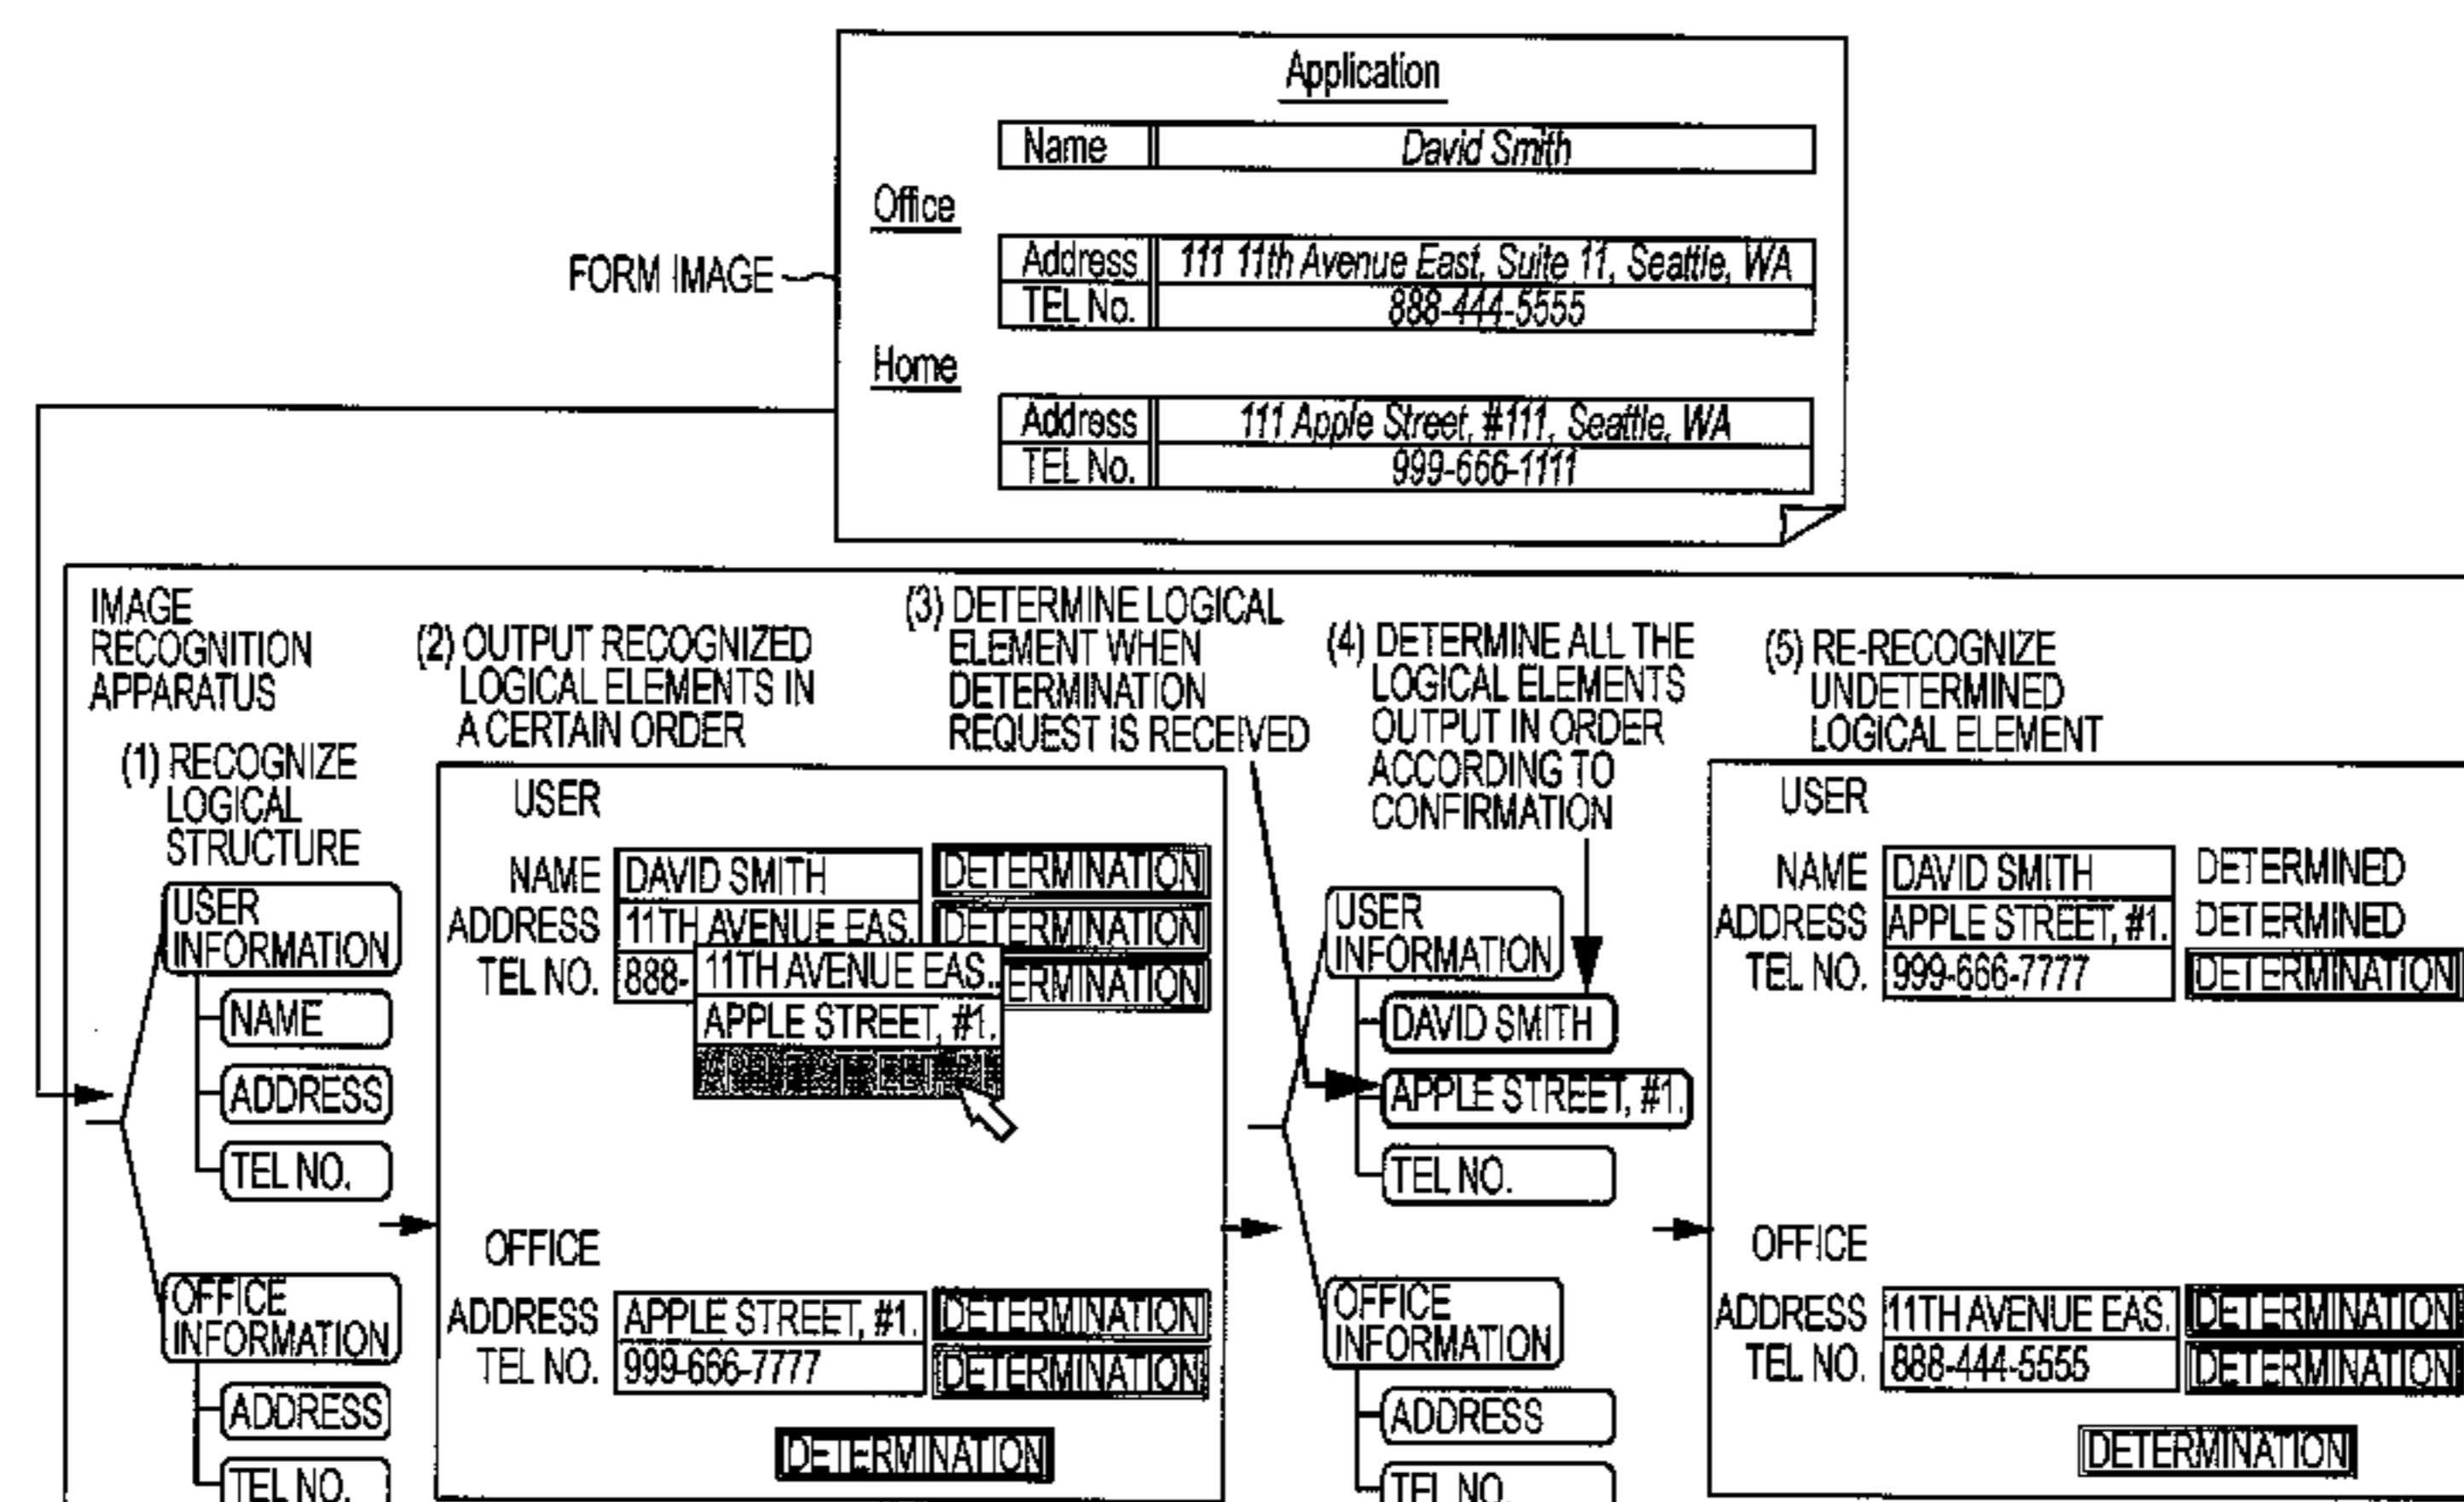 Application
Name David Smith
Office
FORM IMAGE
Address 111 11th Avenue East, Suite 11, Seattle, WA
TEL No. 888-444-5555
Home
Address 111 Apple Street, #111, Seattle, WA
TEL No. 999-666-1111
IMAGE
RECOGNITION
APPARATUS
(1) RECOGNIZE
LOGICAL
STRUCTURE
USER
INFORMATION
NAME
ADDRESS
TEL NO.
OFFICE
INFORMATION
ADDRESS
TEL NO.
(2) OUTPUT RECOGNIZED
LOGICAL ELEMENTS IN
A CERTAIN ORDER
USER
NAME DAVID SMITH DETERMINATION
ADDRESS 11TH AVENUE EAS. DETERMINATION
TEL NO. 888- ERMINATION
11TH AVENUE EAS..
APPLE STREET, #1.
OFFICE
ADDRESS APPLE STREET, #1. DETERMINATION
TEL NO. 999-666-7777 DETERMINATION
DETERMINATION
(3) DETERMINE LOGICAL
ELEMENT WHEN
DETERMINATION
REQUEST IS RECEIVED
(4) DETERMINE ALL THE
LOGICAL ELEMENTS
OUTPUT IN ORDER
ACCORDING TO
CONFIRMATION
USER
INFORMATION
DAVID SMITH
APPLE STREET, #1.
TEL NO.
OFFICE
INFORMATION
ADDRESS
TEL NO.
(5) RE-RECOGNIZE
UNDETERMINED
LOGICAL ELEMENT
USER
NAME DAVID SMITH DETERMINED
ADDRESS APPLE STREET, #1. DETERMINED
TEL NO. 999-666-7777 DETERMINATION
OFFICE
ADDRESS 11TH AVENUE EAS. DETERMINATION
TEL NO. 888-444-5555 DETERMINATION
DETERMINATION